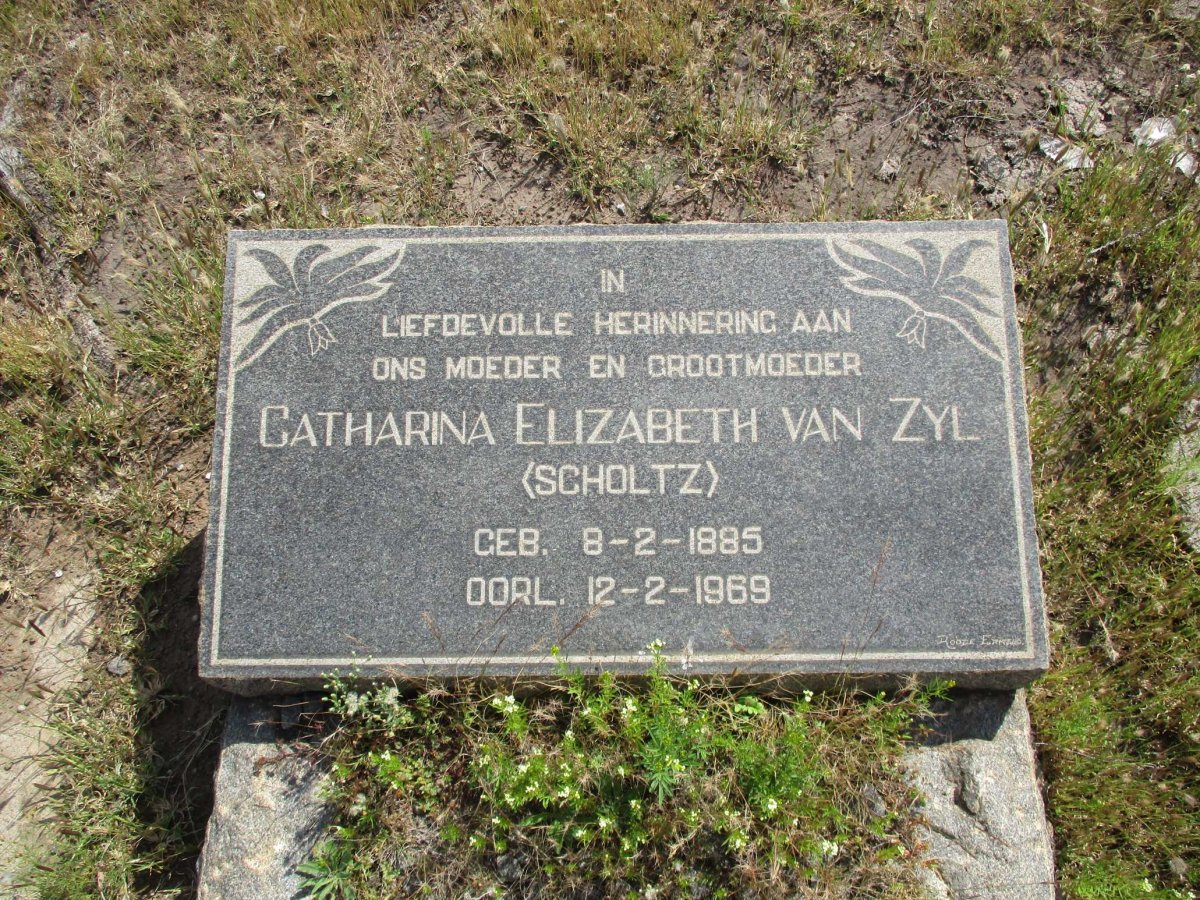 IN
LIEFDEVOLLE HERINNERING AAN
ONS MOEDER EN GROOTMOEDER
CATHARINA ELIZABETH VAN ZYL
(SCHOLTZ)
GEB. 8-2-1885
OORL. 12-2-1969